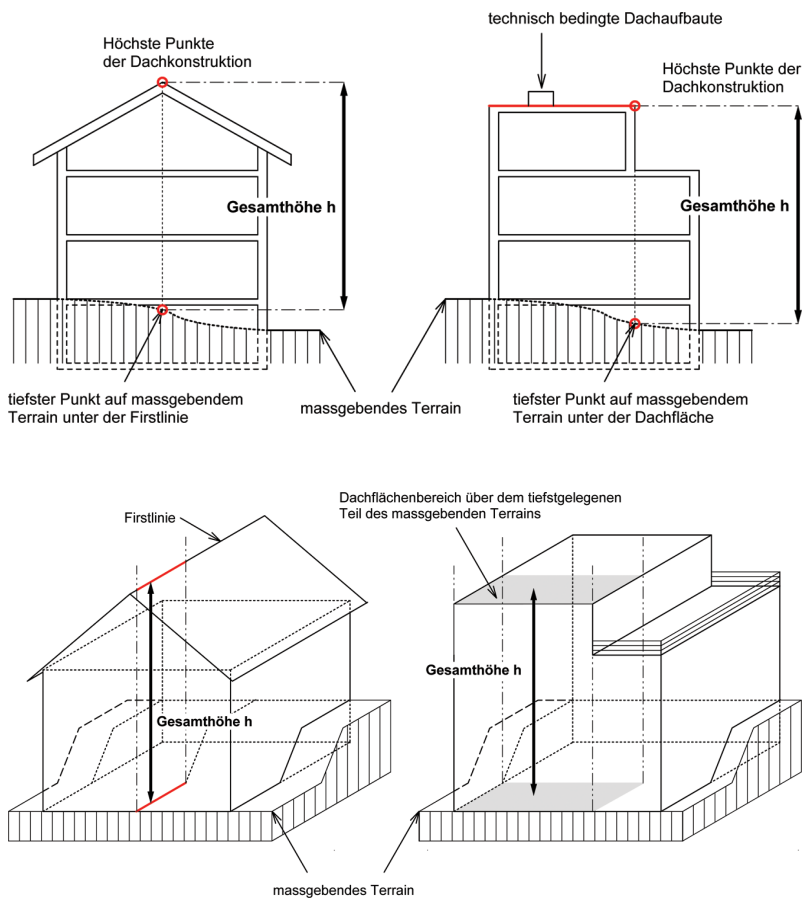 technisch bedingte Dachaufbaute
Höchste Punkte
der Dachkonstruktion
Höchste Punkte der
Dachkonstruktion
Gesamthöhe h
Gesamthöhe h
tiefster Punkt auf massgebendem
Terrain unter der Firstlinie
massgebendes Terrain
tiefster Punkt auf massgebendem
Terrain unter der Dachfläche
Firstlinie
Dachflächenbereich über dem tiefstgelegenen
Teil des massgebenden Terrains
Gesamthöhe h
Gesamthöhe h
massgebendes Terrain